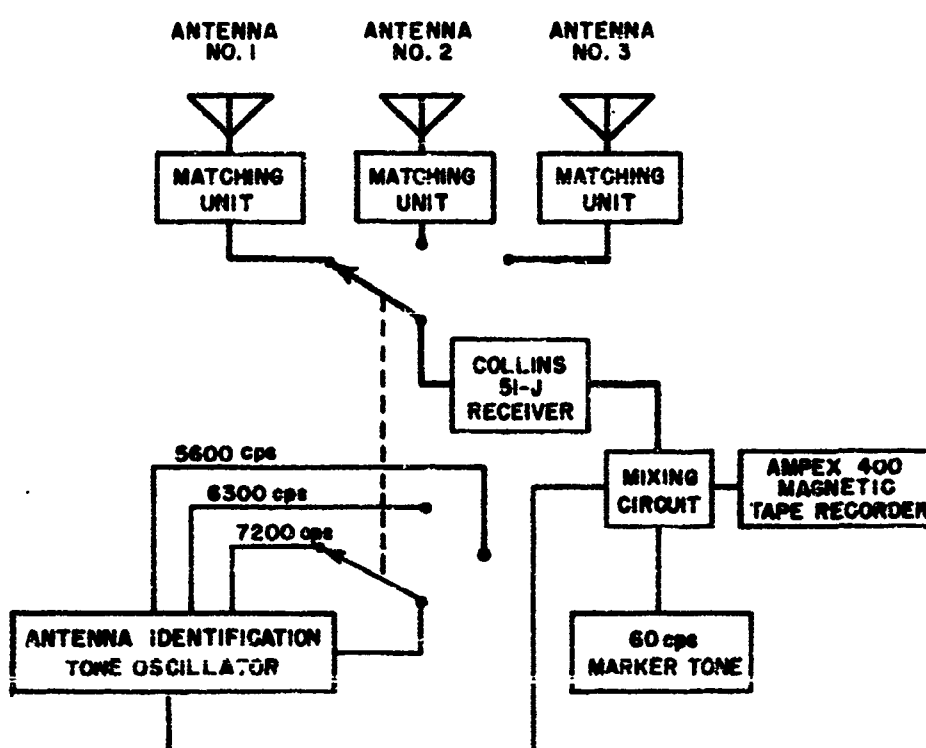 ANTENNA
NO. 1
ANTENNA
NO. 2
ANTENNA
NO. 3
MATCHING
UNIT
MATCHING
UNIT
MATCHING
UNIT
COLLINS
51-J
RECEIVER
5600 cps
6300 cps
7200 cps
MIXING
CIRCUIT
AMPEX 400
MAGNETIC
TAPE RECORDER
ANTENNA IDENTIFICATION
TONE OSCILLATOR
60 cps
MARKER TONE